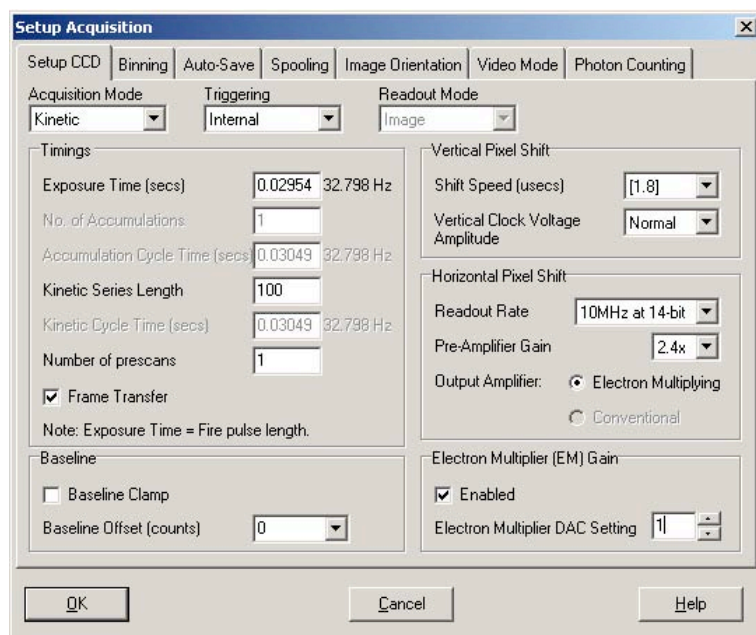 Setup Acquisition
Setup CCD Binning Auto-Save Spooling Image Orientation Video Mode Photon Counting
Acquisition Mode Triggering Readout Mode
Kinetic Internal Image
Timings
Exposure Time (secs) 0.02954 32.798 Hz
No. of Accumulations 1
Accumulation Cycle Time (secs) 0.03049 32.798 Hz
Kinetic Series Length 100
Kinetic Cycle Time (secs) 0.03049 32.798 Hz
Number of prescans 1
Frame Transfer
Note: Exposure Time = Fire pulse length.
Baseline
Baseline Clamp
Baseline Offset (counts) 0
Vertical Pixel Shift
Shift Speed (usecs) [1.8]
Vertical Clock Voltage
Amplitude Normal
Horizontal Pixel Shift
Readout Rate 10MHz at 14-bit
Pre-Amplifier Gain 2.4x
Output Amplifier: Electron Multiplying
Conventional
Electron Multiplier (EM) Gain
Enabled
Electron Multiplier DAC Setting 1
OK Cancel Help